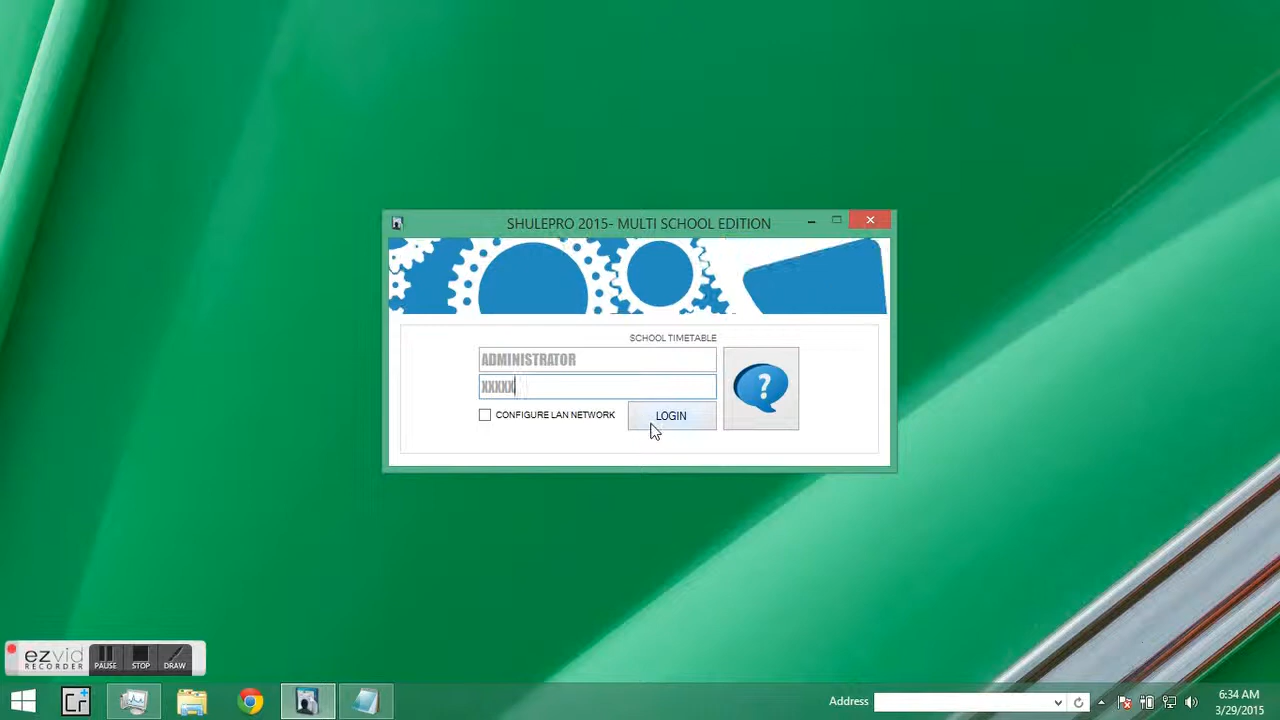 SHULEPRO 2015- MULTI SCHOOL EDITION
SCHOOL TIMETABLE
ADMINISTRATOR
XXXXX
CONFIGURE LAN NETWORK
LOGIN
?
ezvid
RECORDER
PAUSE
STOP
DRAW
Cr+
Address
6:34 AM
3/29/2015